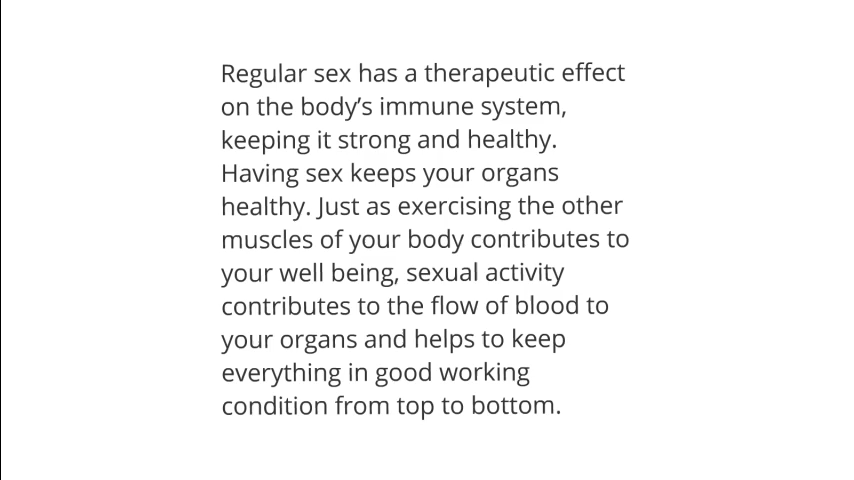 Regular sex has a therapeutic effect
on the body’s immune system,
keeping it strong and healthy.
Having sex keeps your organs
healthy. Just as exercising the other
muscles of your body contributes to
your well being, sexual activity
contributes to the flow of blood to
your organs and helps to keep
everything in good working
condition from top to bottom.